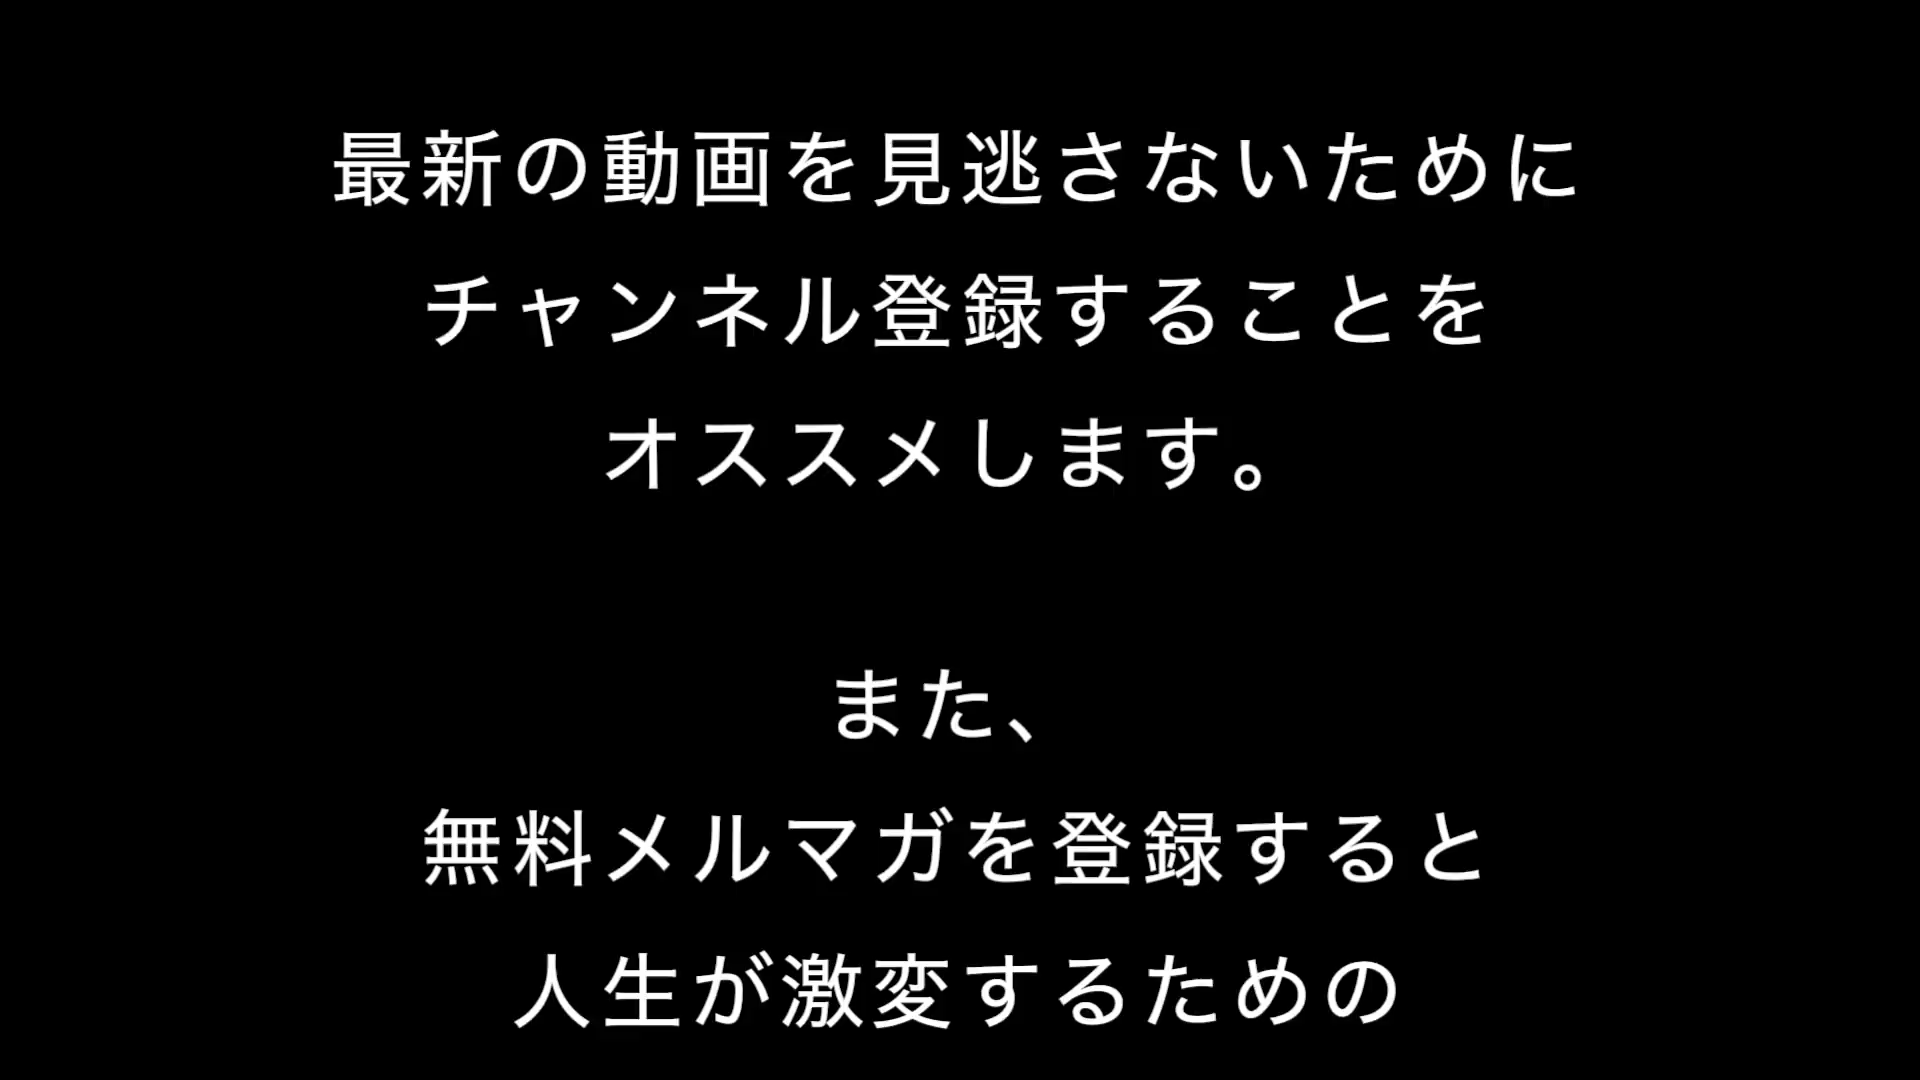 最新の動画を見逃さないために
チャンネル登録することを
オススメします。
また、
無料メルマガを登録すると
人生が激変するための